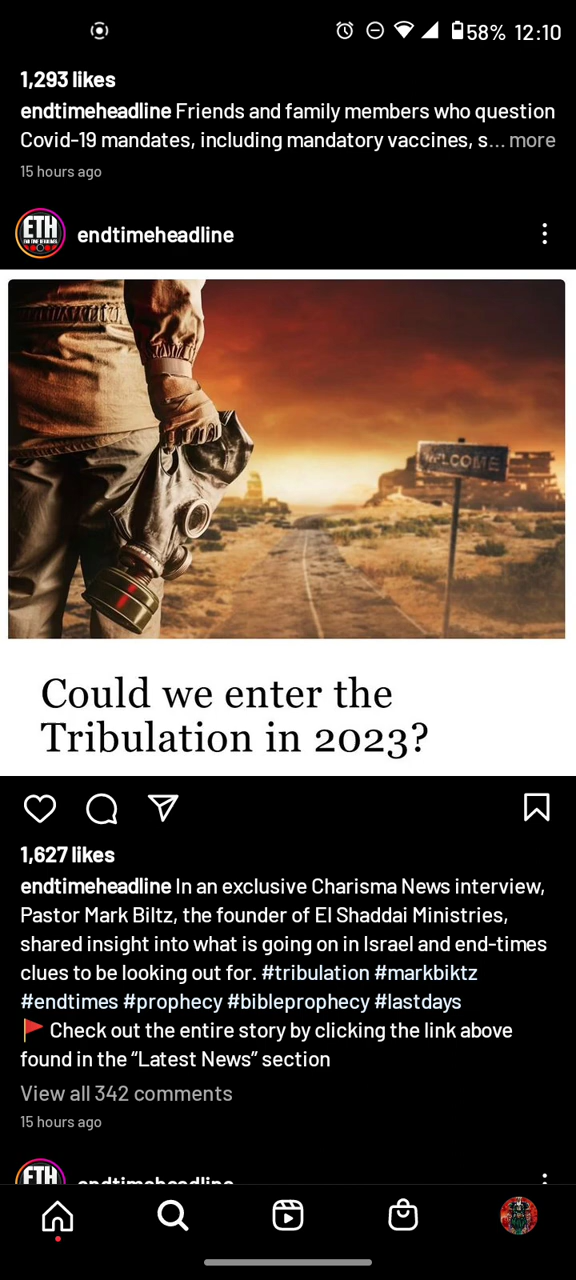 58% 12:10
1,293 likes
endtimeheadline Friends and family members who question
Covid-19 mandates, including mandatory vaccines, s... more
15 hours ago
ETH
endtimeheadline
WELCOME
Could we enter the
Tribulation in 2023?
1,627 likes
endtimeheadline In an exclusive Charisma News interview,
Pastor Mark Biltz, the founder of El Shaddai Ministries,
shared insight into what is going on in Israel and end-times
clues to be looking out for. #tribulation #markbiktz
#endtimes #prophecy #bibleprophecy #lastdays
🚩 Check out the entire story by clicking the link above
found in the “Latest News” section
View all 342 comments
15 hours ago
ETH
endtimeheadline